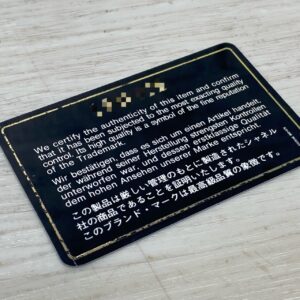 We certify the authenticity of this item and confirm
that it has been subjected to the most exacting quality
control. Its high quality is a symbol of the fine reputation
of the Trademark.
Wir bestätigen, dass es sich um einen Artikel handelt,
der während seiner Herstellung strengen Kontrollen
unterworfen war und dessen erstklassige Qualität
dem hohen Ansehen unserer Marke entspricht.
この製品は厳しい管理のもとに製造されたシャネル
社の商品であることを証明いたします。
このブランド・マークは最高級品質の象徴です。